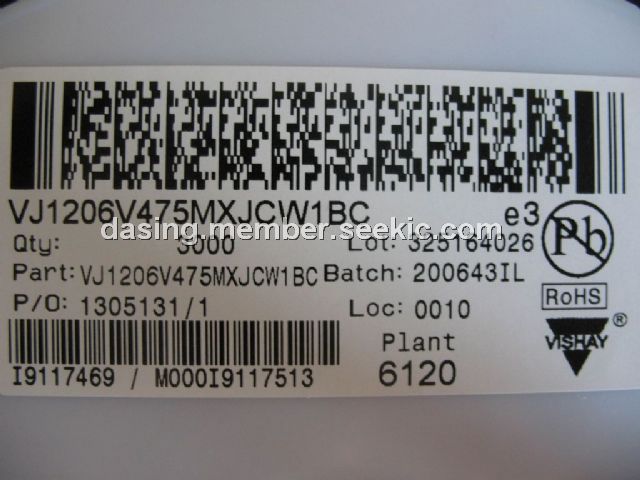 VJ1206V475MXJCW1BC e3
Pb
dasing.member.seekic.com
Qty: 3000 Lot: 325164026
Part: VJ1206V475MXJCW1BC Batch: 200643IL
RoHS
P/O: 1305131/1 Loc: 0010
VISHAY ®
Plant
6120
I9117469 / M000I9117513